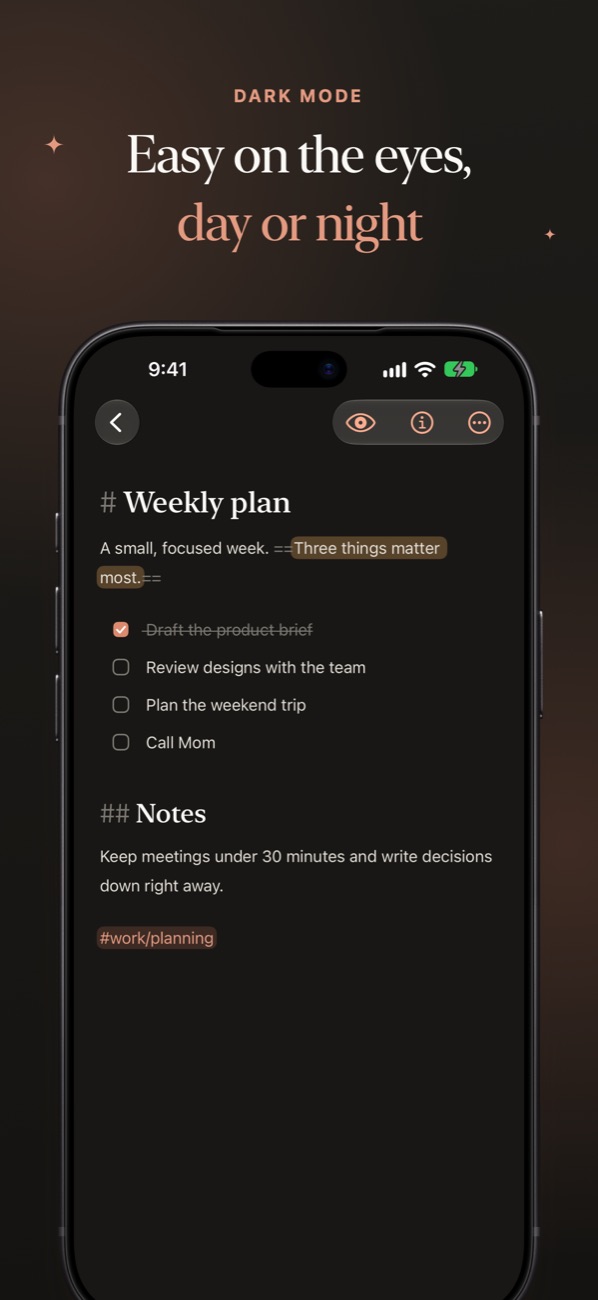 DARK MODE
Easy on the eyes,
day or night
9:41
# Weekly plan
A small, focused week. ==Three things matter
most.==
Draft the product brief
Review designs with the team
Plan the weekend trip
Call Mom
## Notes
Keep meetings under 30 minutes and write decisions
down right away.
#work/planning